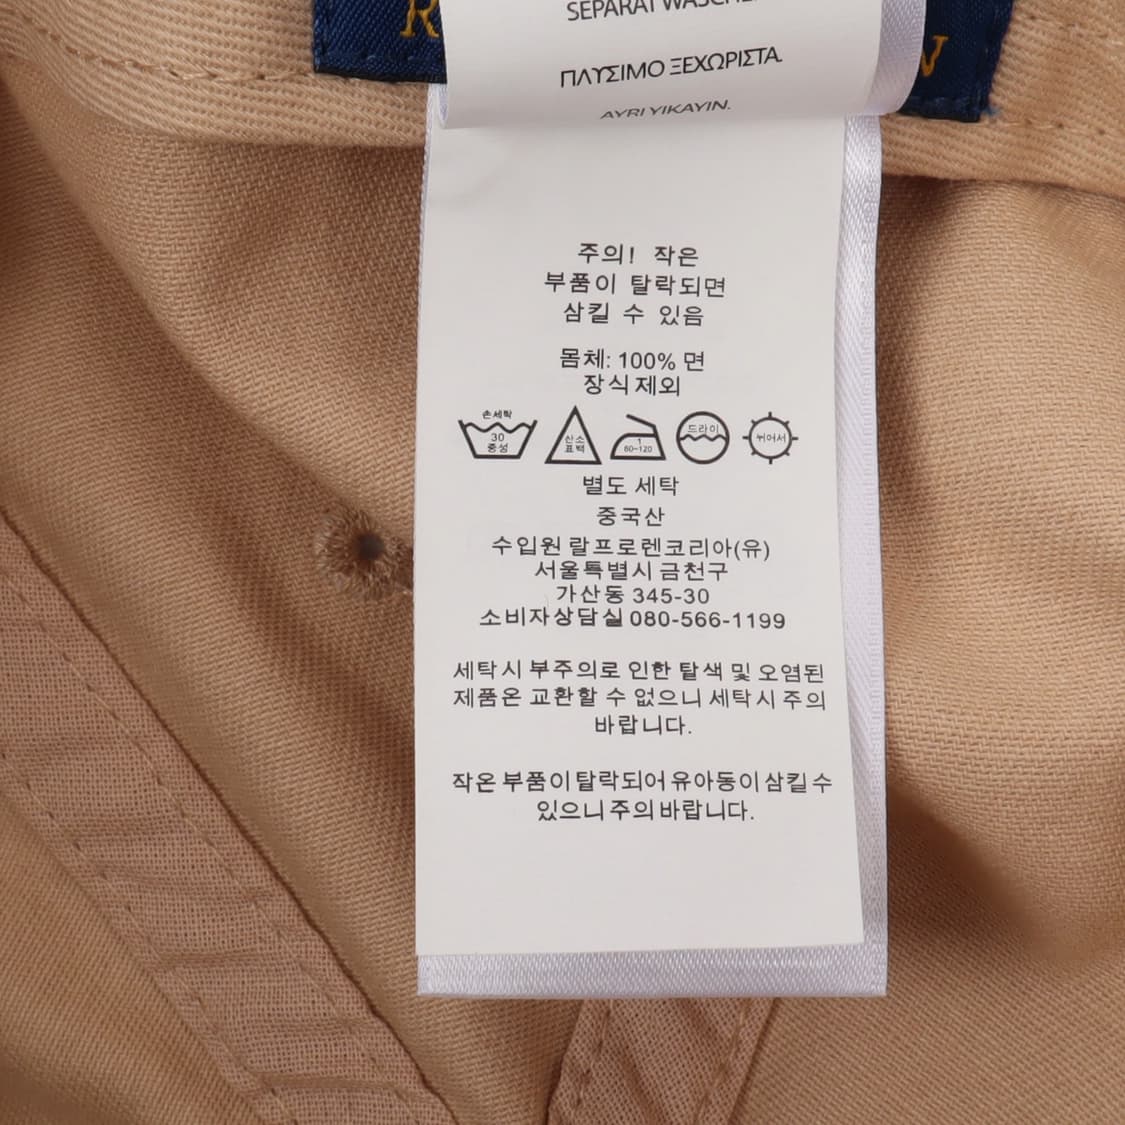 SEPARAT WASCHE
ΠΛΥΣΙΜΟ ΞΕΧΩΡΙΣΤΑ.
AYRI YIKAYIN.
주의! 작은
부품이 탈락되면
삼킬 수 있음
몸체: 100% 면
장식제외
손세탁
30
중성
산소
표백
1
60~120
드라이
뉘어서
별도 세탁
중국산
수입원 랄프로렌코리아(유)
서울특별시 금천구
가산동 345-30
소비자상담실 080-566-1199
세탁시 부주의로 인한 탈색 및 오염된
제품은 교환할 수 없으니 세탁시 주의
바랍니다.
작은 부품이 탈락되어 유아동이 삼킬 수
있으니 주의 바랍니다.